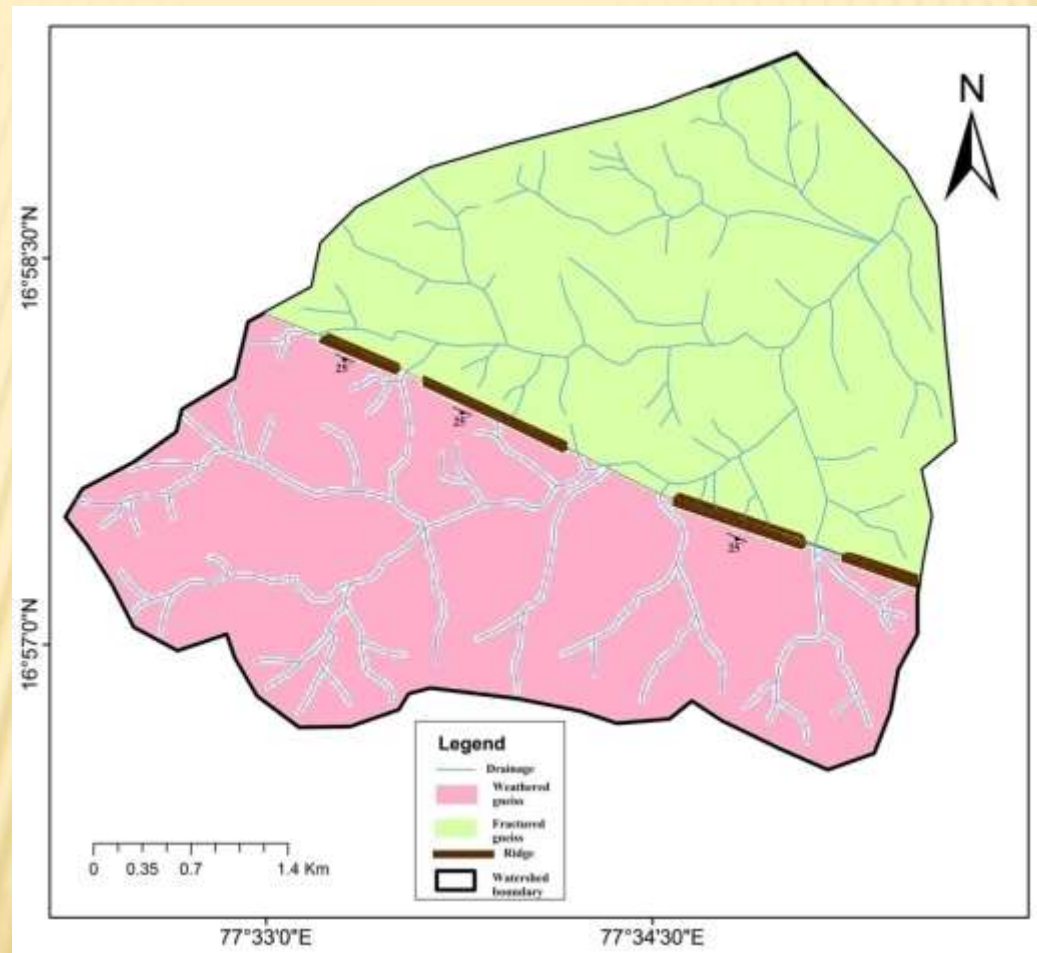 N
16°58'30"N
25
25
25
16°57'0"N
Legend
Drainage
Weathered
gneiss
Fractured
gneiss
Ridge
Watershed
boundary
0 0.35 0.7 1.4 Km
77°33'0"E 77°34'30"E